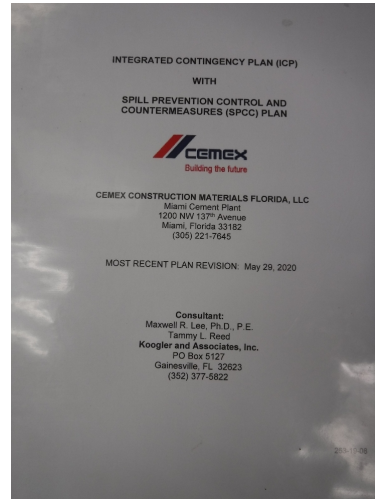 INTEGRATED CONTINGENCY PLAN (ICP)
WITH
SPILL PREVENTION CONTROL AND
COUNTERMEASURES (SPCC) PLAN
CEMEX
Building the future
CEMEX CONSTRUCTION MATERIALS FLORIDA, LLC
Miami Cement Plant
1200 NW 137th Avenue
Miami, Florida 33182
(305) 221-7645
MOST RECENT PLAN REVISION: May 29, 2020
Consultant:
Maxwell R. Lee, Ph.D., P.E.
Tammy L. Reed
Koogler and Associates, Inc.
PO Box 5127
Gainesville, FL 32623
(352) 377-5822